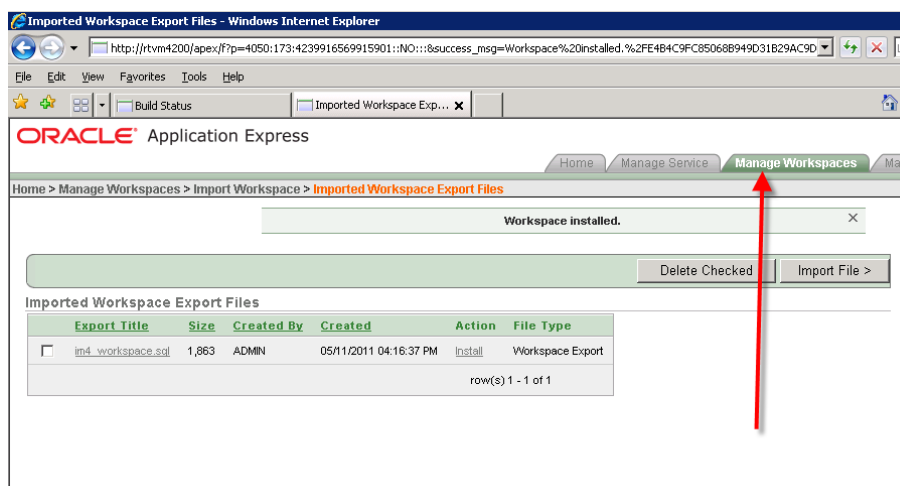 Imported Workspace Export Files - Windows Internet Explorer
http://rtvm4200/apex/f?p=4050:173:4239916569915901::NO:::&success_msg=Workspace%20installed.%2FE4B4C9FC85068B949D31B29AC9D
File Edit View Favorites Tools Help
Build Status Imported Workspace Exp...
ORACLE Application Express
Home Manage Service Manage Workspaces Ma
Home > Manage Workspaces > Import Workspace > Imported Workspace Export Files
Workspace installed.
Delete Checked Import File >
Imported Workspace Export Files
Export Title Size Created By Created Action File Type
im4_workspace.sql 1,863 ADMIN 05/11/2011 04:16:37 PM Install Workspace Export
row(s) 1 - 1 of 1